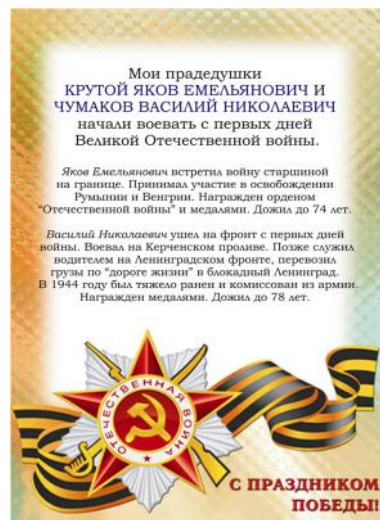 Мои прадедушки
КРУТОЙ ЯКОВ ЕМЕЛЬЯНОВИЧ И
ЧУМАКОВ ВАСИЛИЙ НИКОЛАЕВИЧ
начали воевать с первых дней
Великой Отечественной войны.
Яков Емельянович встретил войну старшиной
на границе. Принимал участие в освобождении
Румынии и Венгрии. Награжден орденом
“Отечественной войны” и медалями. Дожил до 74 лет.
Василий Николаевич ушел на фронт с первых дней
войны. Воевал на Керченском проливе. Позже служил
водителем на Ленинградском фронте, перевозил
грузы по “дороге жизни” в блокадный Ленинград.
В 1944 году был тяжело ранен и комиссован из армии.
Награжден медалями. Дожил до 78 лет.
ОТЕЧЕСТВЕННАЯ ВОЙНА
С ПРАЗДНИКОМ
ПОБЕДЫ!